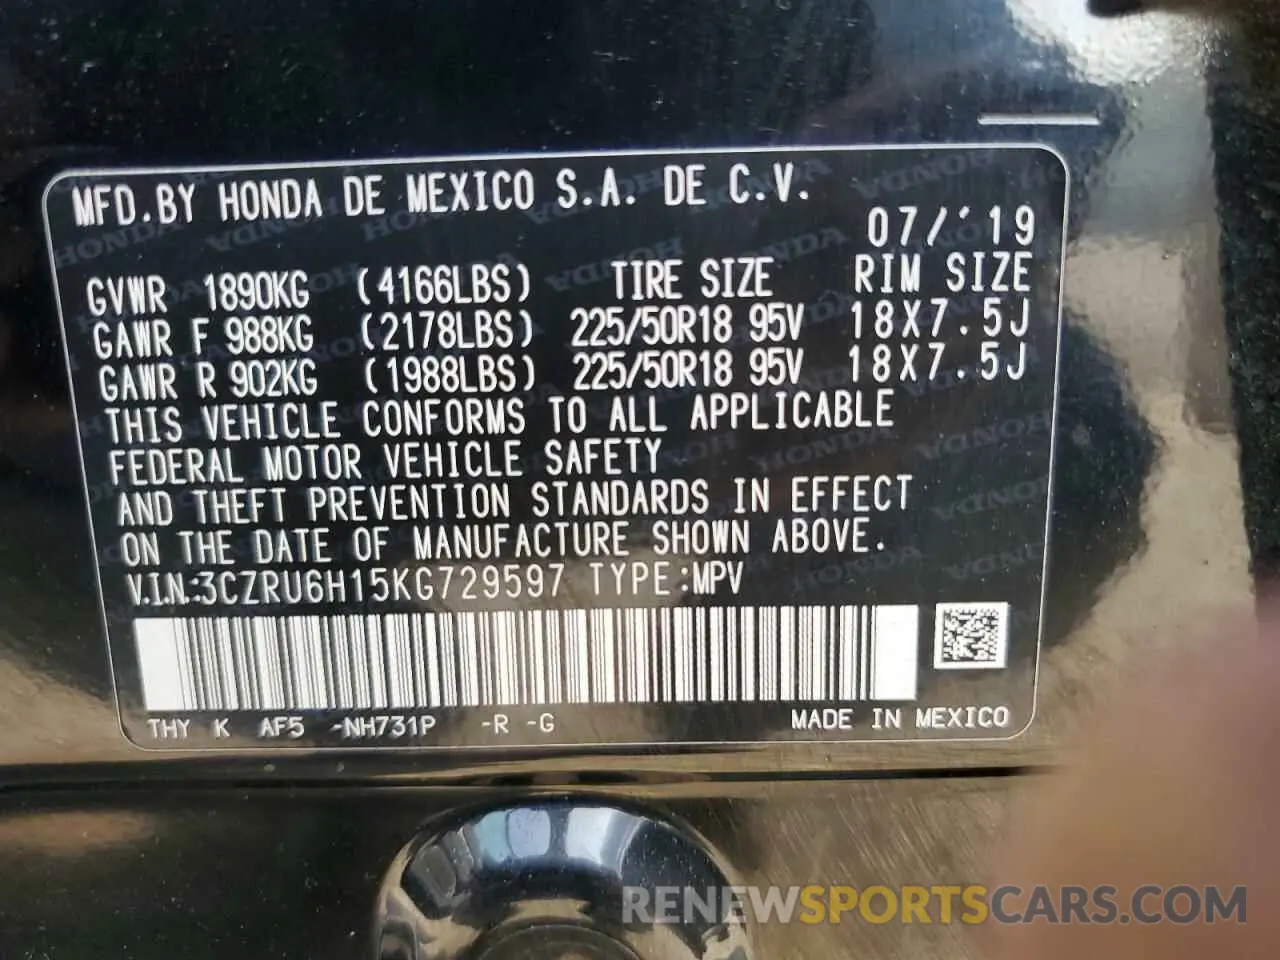 MFD.BY HONDA DE MEXICO S.A. DE C.V.
07/'19
GVWR 1890KG (4166LBS) TIRE SIZE RIM SIZE
GAWR F 988KG (2178LBS) 225/50R18 95V 18X7.5J
GAWR R 902KG (1988LBS) 225/50R18 95V 18X7.5J
THIS VEHICLE CONFORMS TO ALL APPLICABLE
FEDERAL MOTOR VEHICLE SAFETY
AND THEFT PREVENTION STANDARDS IN EFFECT
ON THE DATE OF MANUFACTURE SHOWN ABOVE.
V.I.N.:3CZRU6H15KG729597 TYPE:MPV
THY K AF5 -NH731P -R -G MADE IN MEXICO
RENEWSPORTSCARS.COM